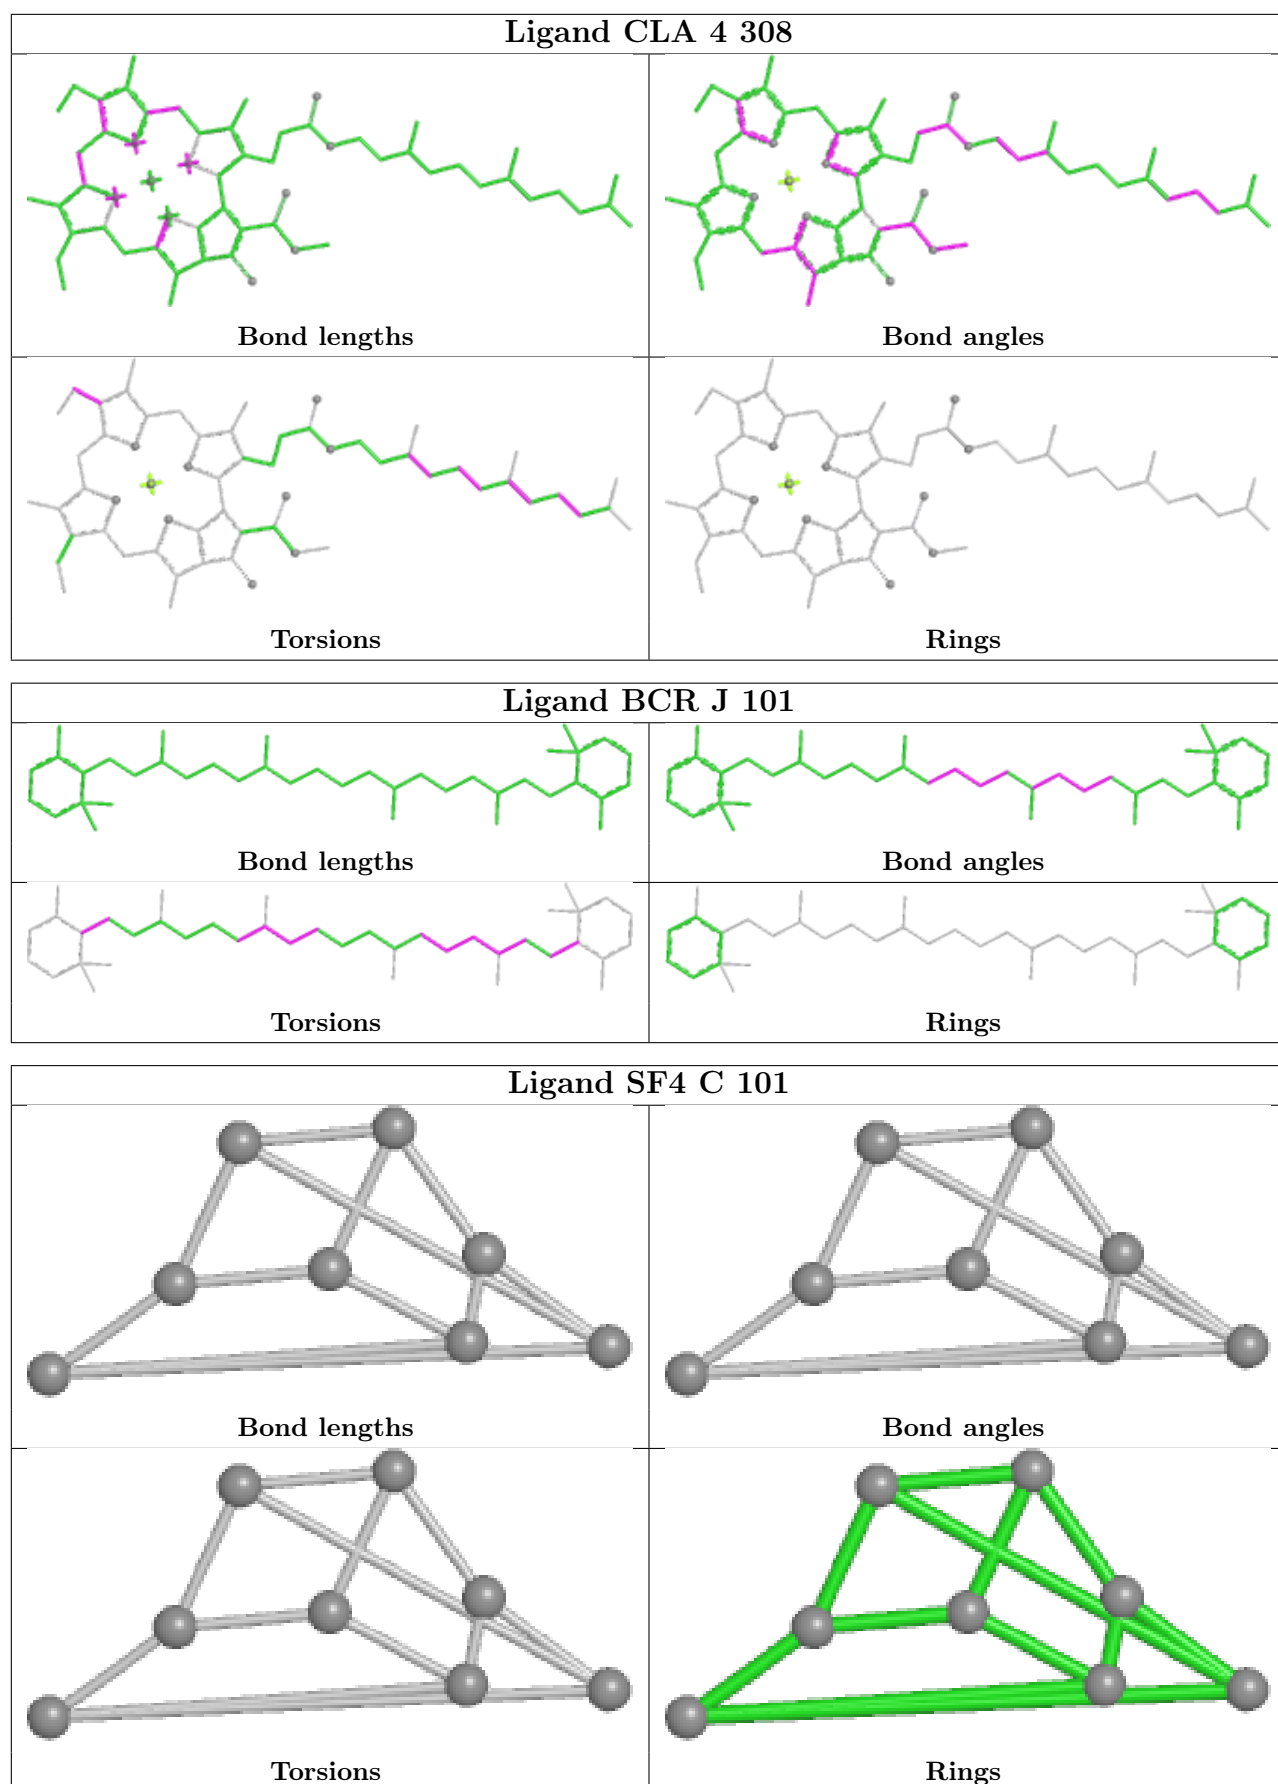 Ligand CLA 4 308
Bond lengths
Bond angles
Torsions
Rings
Ligand BCR J 101
Bond lengths
Bond angles
Torsions
Rings
Ligand SF4 C 101
Bond lengths
Bond angles
Torsions
Rings